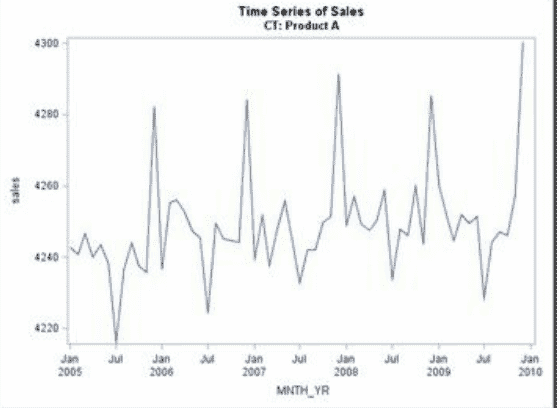 Time Series of Sales
CT: Product A
4300
4280
4260
4240
4220
sales
Jan Jul Jan Jul Jan Jul Jan Jul Jan Jul Jan
2005 2006 2007 2008 2009 2010
MNTH_YR